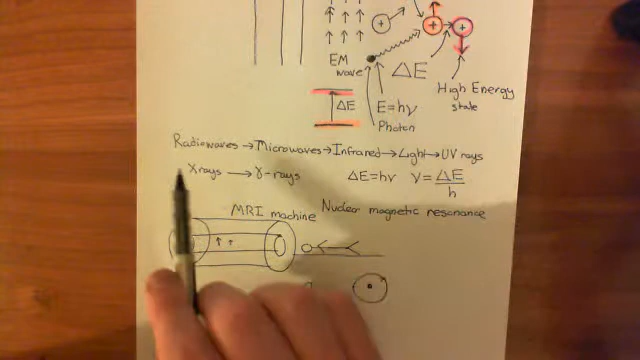 EM
wave
ΔE
High Energy
state
ΔE
E=hν
Photon
Radiowaves → Microwaves → Infrared → Light → UV rays
Xrays → γ-rays
ΔE=hν ν=ΔE/h
MRI machine
Nuclear magnetic resonance